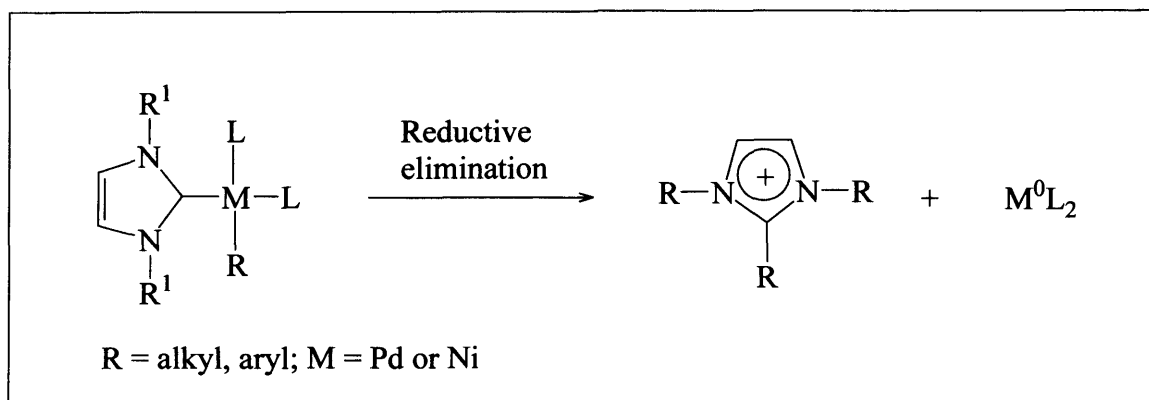 R¹
N
M
L
L
N
R
R¹
Reductive
elimination
R
N
+
N
R
R
+
M⁰L₂
R = alkyl, aryl; M = Pd or Ni